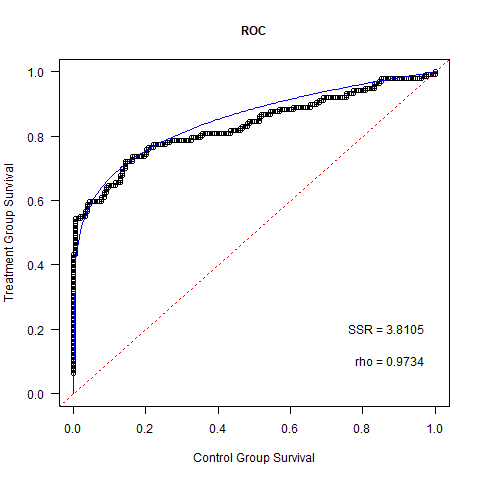 ROC
Treatment Group Survival
1.0
0.8
0.6
0.4
0.2
0.0
SSR = 3.8105
rho = 0.9734
0.0 0.2 0.4 0.6 0.8 1.0
Control Group Survival